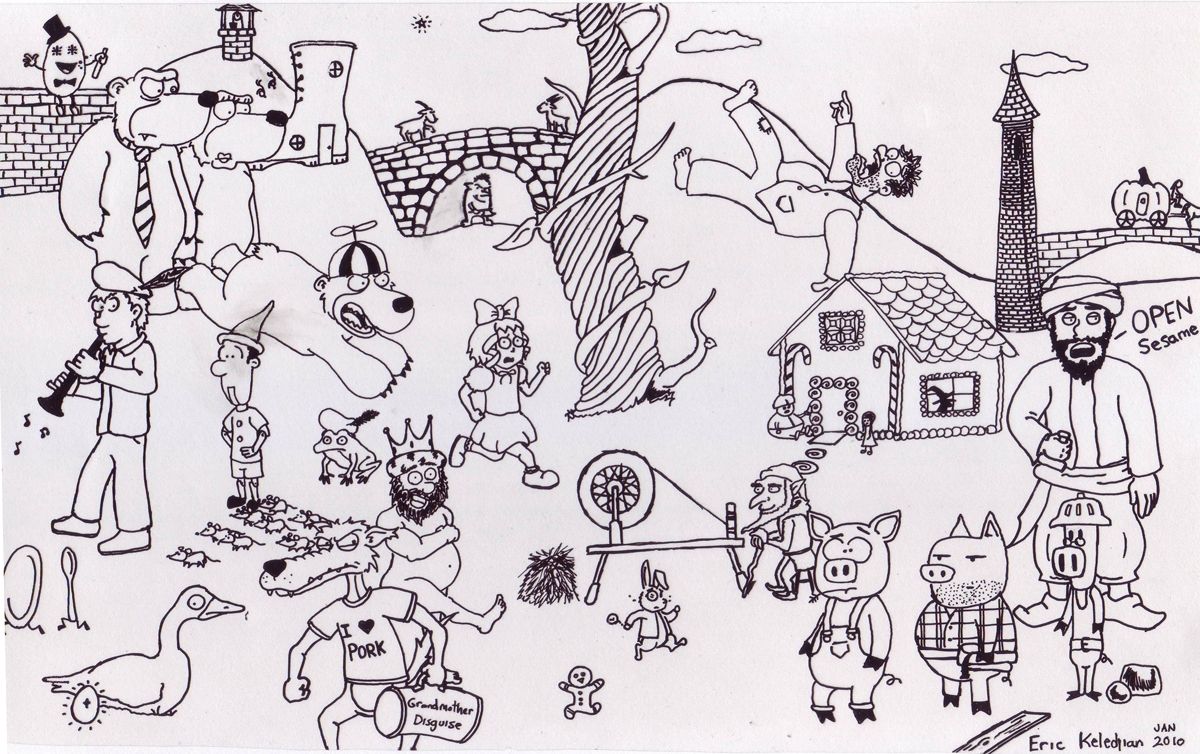 OPEN
Sesame
I ♥
PORK
Grandmother
Disguise
E
Eric Keledjian JAN
2010